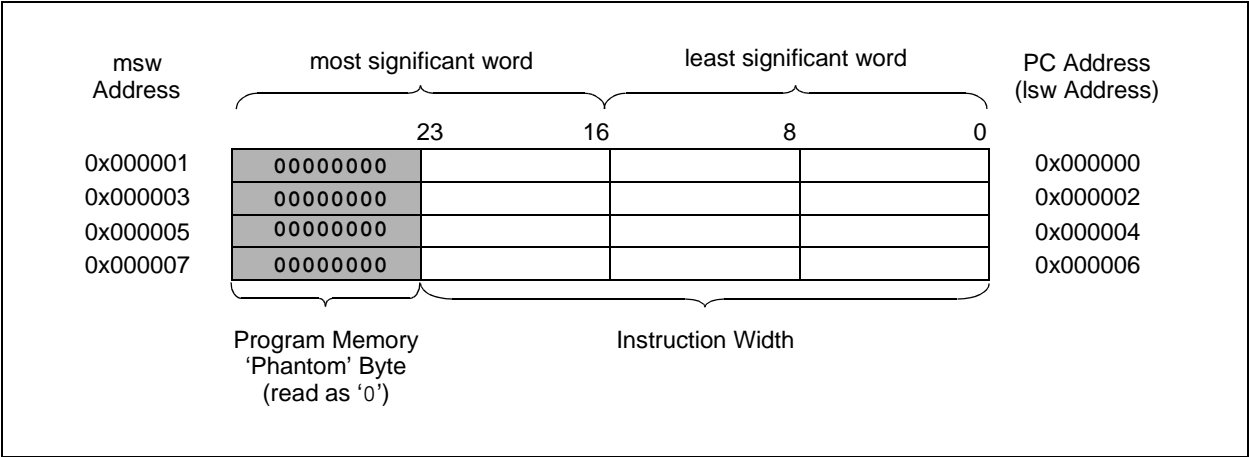 msw
Address
most significant word
least significant word
PC Address
(lsw Address)
23 16 8 0
0x000001 00000000 0x000000
0x000003 00000000 0x000002
0x000005 00000000 0x000004
0x000007 00000000 0x000006
Program Memory
‘Phantom’ Byte
(read as ‘0’)
Instruction Width